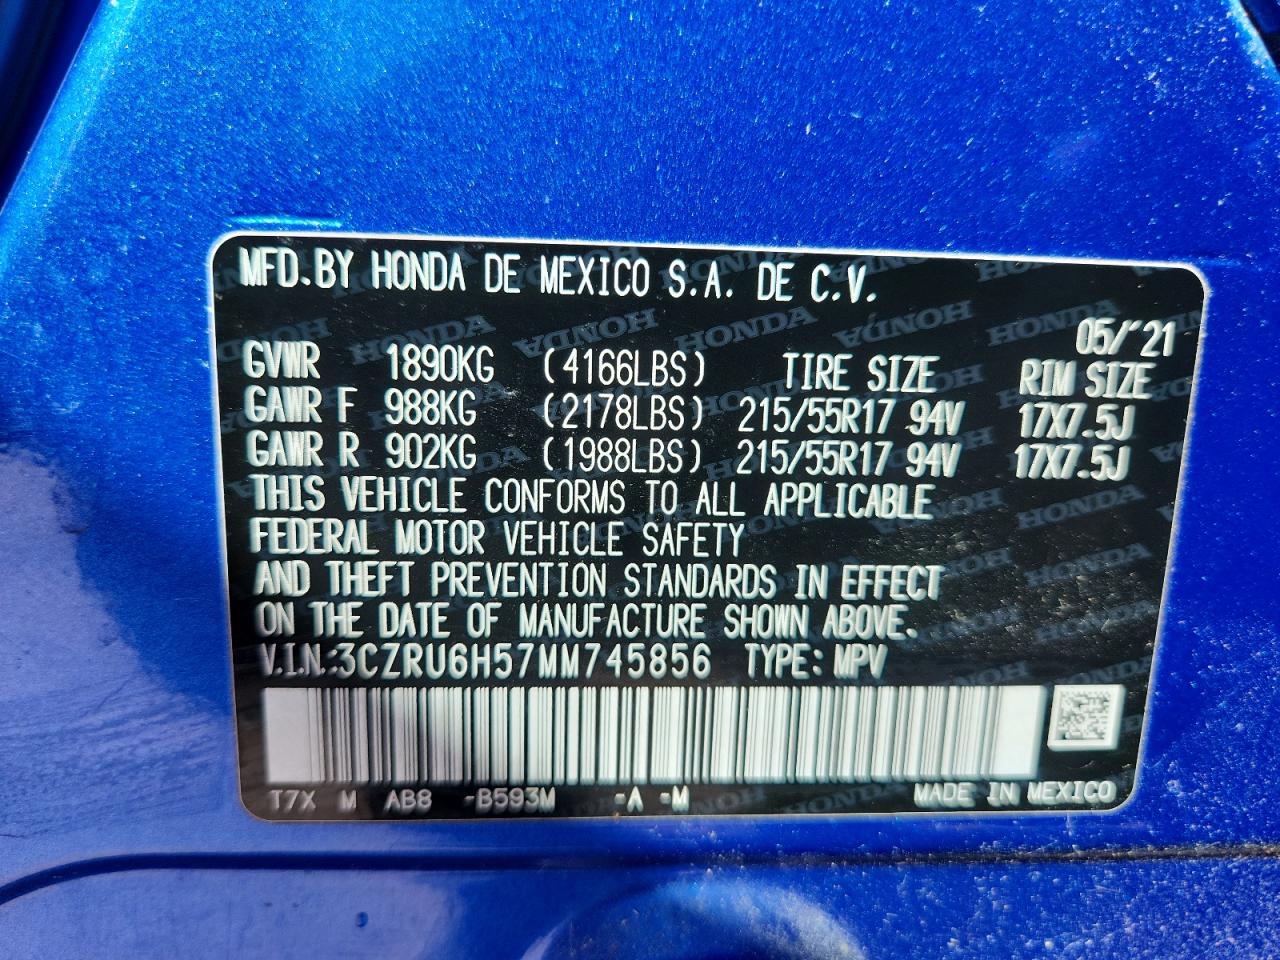 MFD.BY HONDA DE MEXICO S.A. DE C.V.
05/'21
GVWR 1890KG (4166LBS) TIRE SIZE RIM SIZE
GAWR F 988KG (2178LBS) 215/55R17 94V 17X7.5J
GAWR R 902KG (1988LBS) 215/55R17 94V 17X7.5J
THIS VEHICLE CONFORMS TO ALL APPLICABLE
FEDERAL MOTOR VEHICLE SAFETY
AND THEFT PREVENTION STANDARDS IN EFFECT
ON THE DATE OF MANUFACTURE SHOWN ABOVE.
V.I.N.:3CZRU6H57MM745856 TYPE: MPV
T7X M AB8 -B593M -A -M MADE IN MEXICO